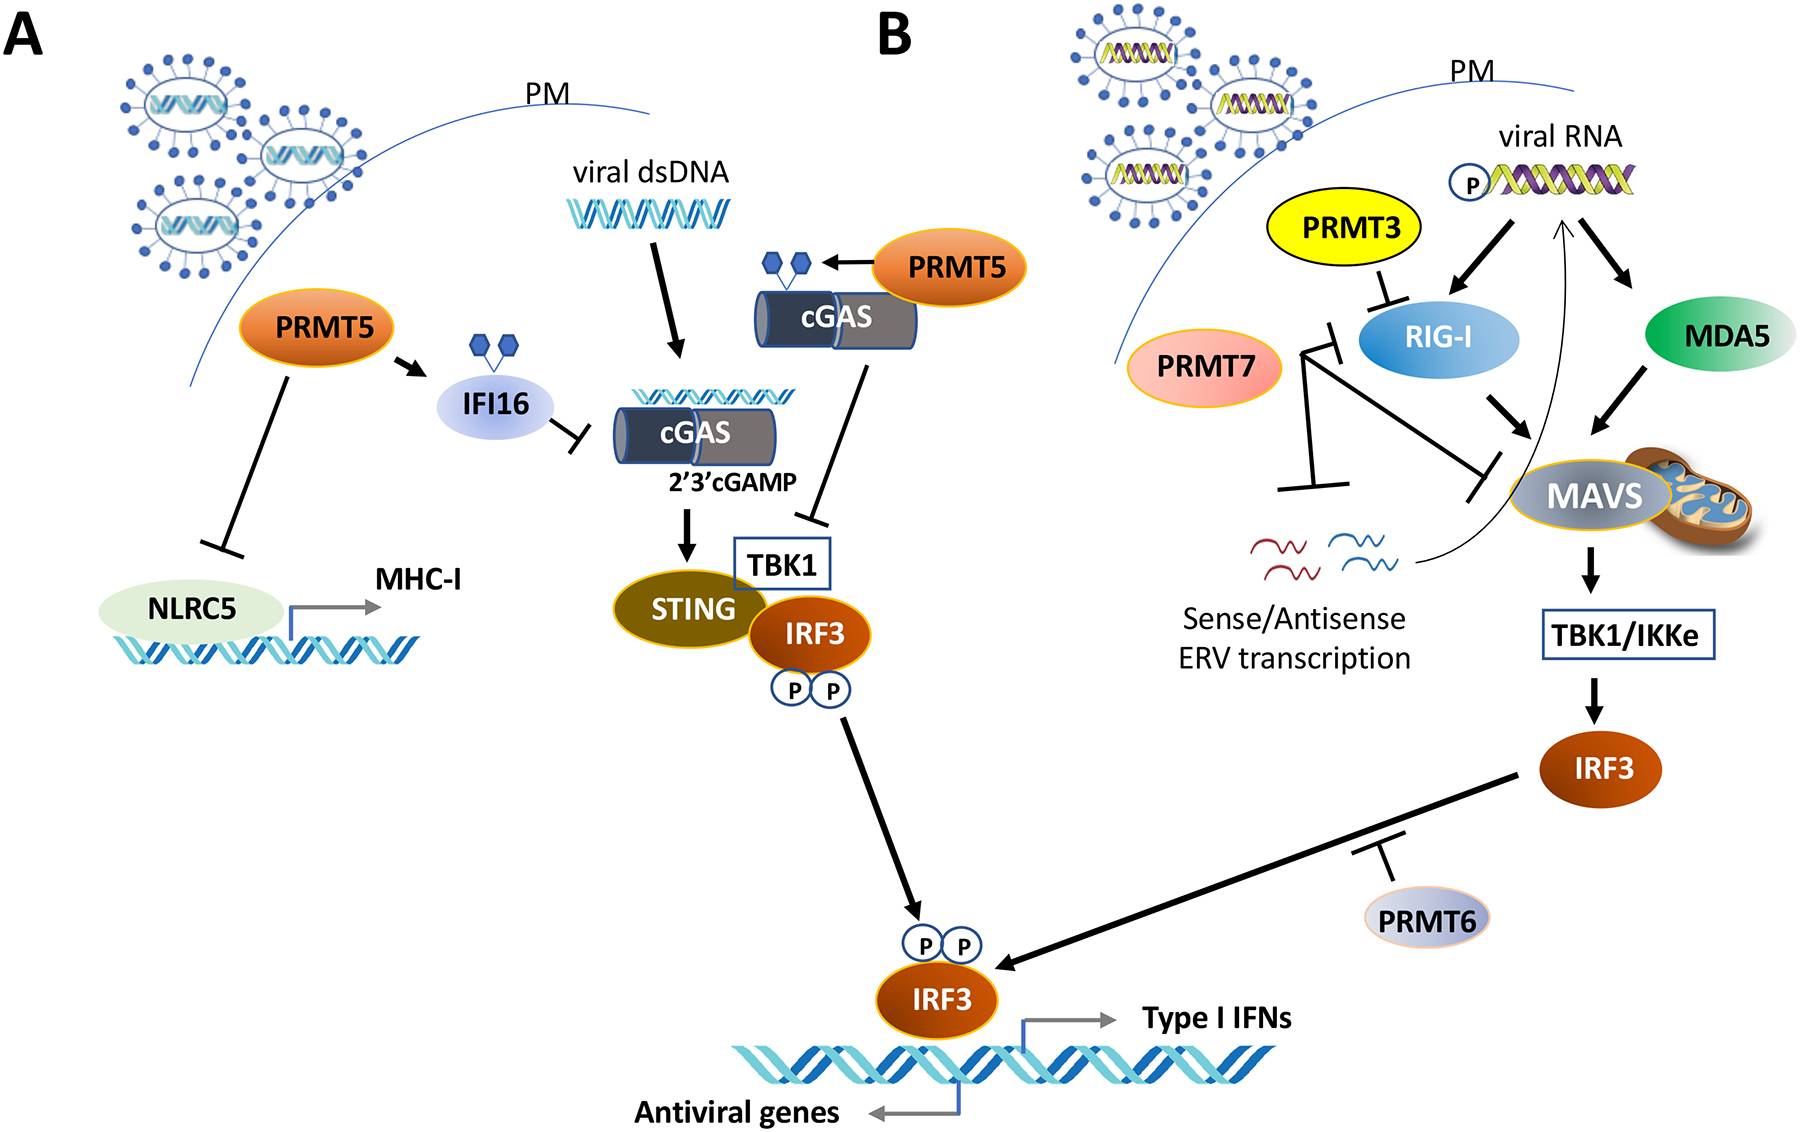 A
PM
viral dsDNA
PRMT5
cGAS
PRMT5
IFI16
cGAS
2’3’cGAMP
TBK1
STING
IRF3
P P
MHC-I
NLRC5
B
PM
viral RNA
P
PRMT3
RIG-I
MDA5
PRMT7
MAVS
Sense/Antisense
ERV transcription
TBK1/IKKe
IRF3
PRMT6
P P
IRF3
Type I IFNs
Antiviral genes